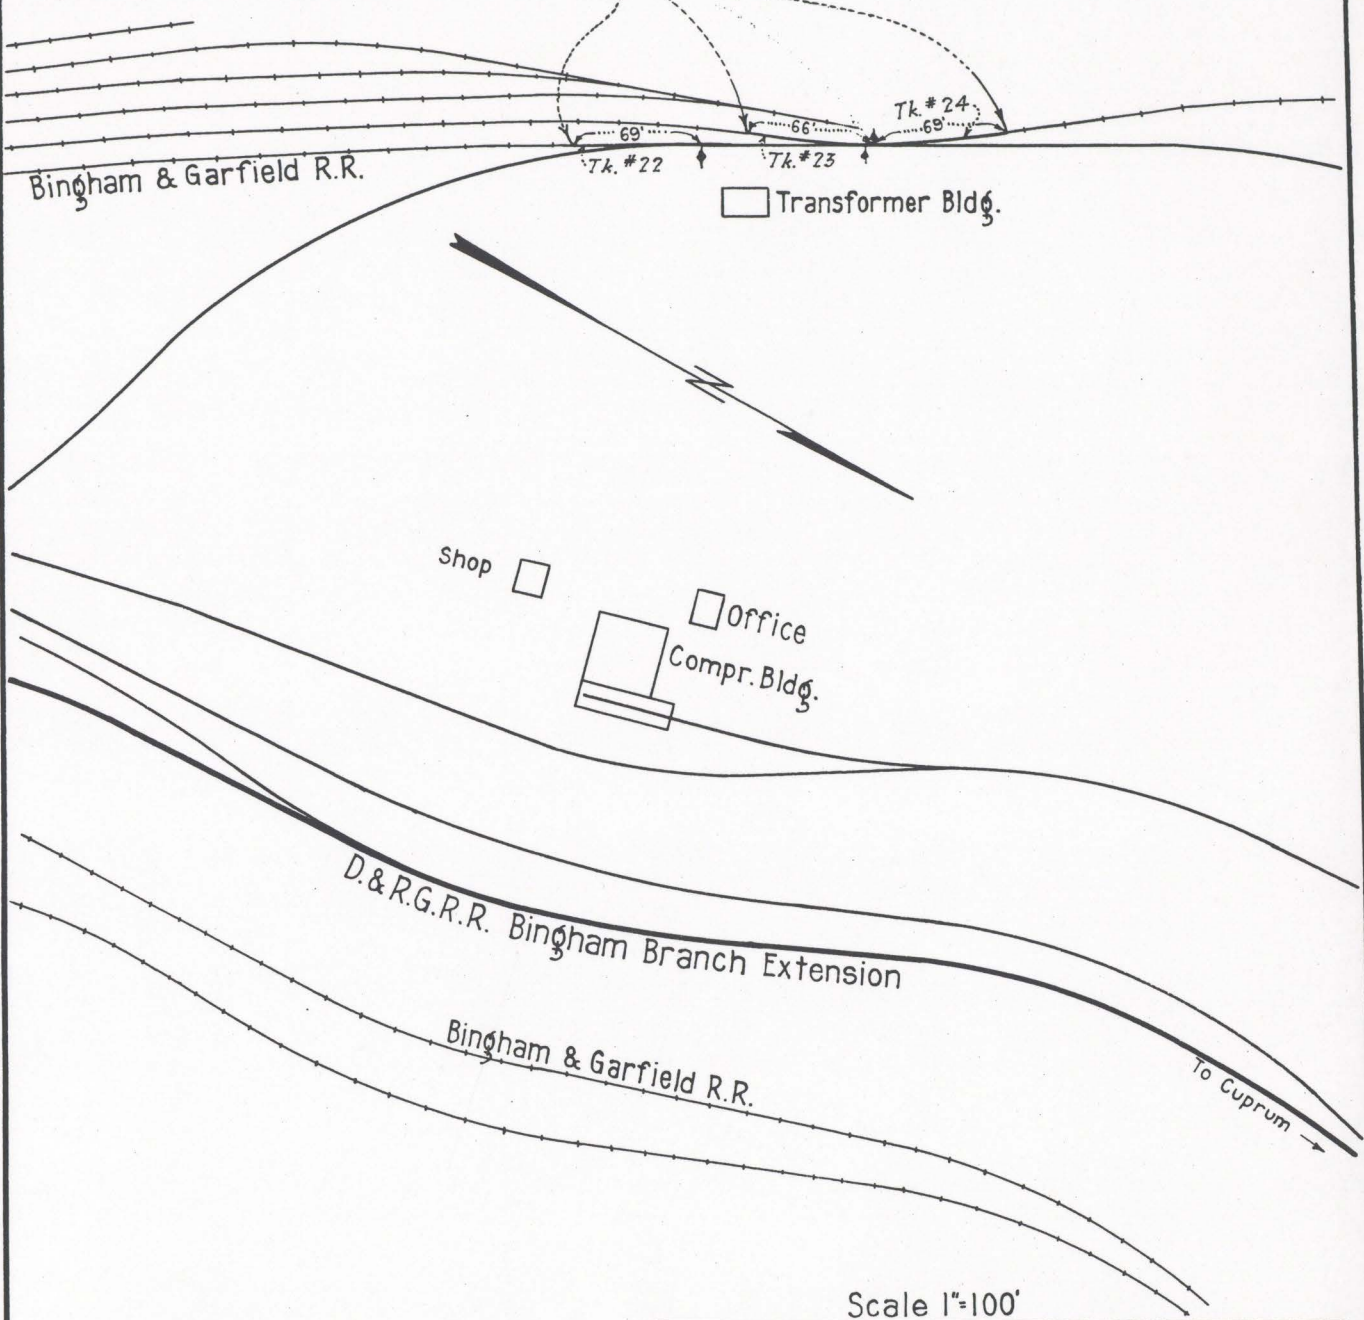 Tk. #24
69'
66'
69'
Tk. #22
Tk. #23
Bingham & Garfield R.R.
Transformer Bldg.
Shop
Office
Compr. Bldg.
D. & R.G.R.R. Bingham Branch Extension
Bingham & Garfield R.R.
To Cuprum
Scale 1"=100'